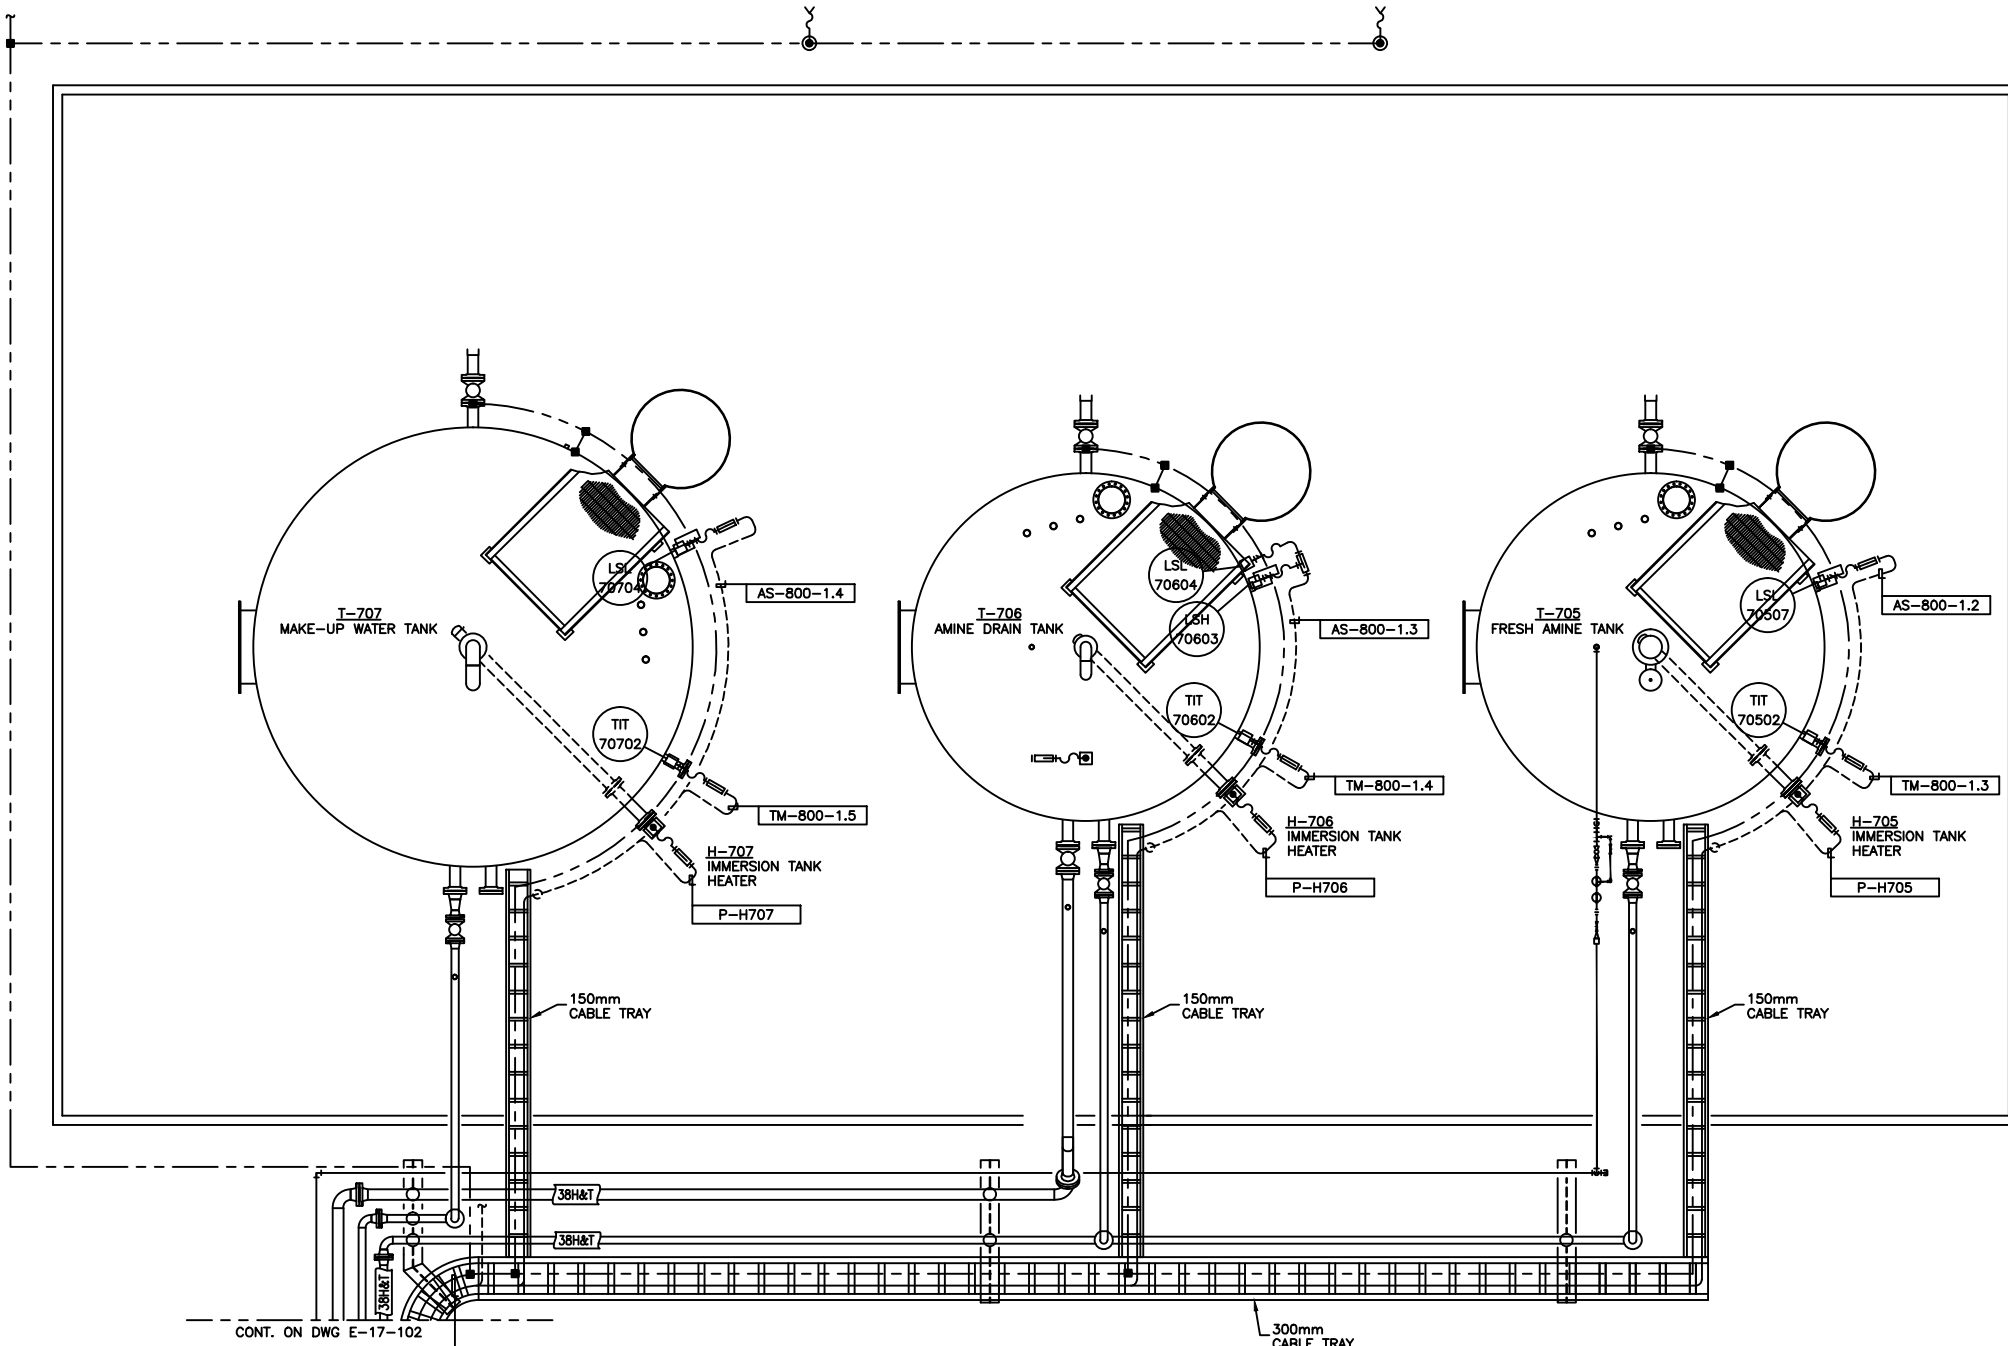 T-707
MAKE-UP WATER TANK
LSL
70704
AS-800-1.4
TIT
70702
TM-800-1.5
H-707
IMMERSION TANK
HEATER
P-H707
150mm
CABLE TRAY
T-706
AMINE DRAIN TANK
LSL
70604
LSH
70603
AS-800-1.3
TIT
70602
TM-800-1.4
H-706
IMMERSION TANK
HEATER
P-H706
150mm
CABLE TRAY
T-705
FRESH AMINE TANK
LSL
70507
AS-800-1.2
TIT
70502
TM-800-1.3
H-705
IMMERSION TANK
HEATER
P-H705
150mm
CABLE TRAY
38H&T
38H&T
38H&T
CONT. ON DWG E-17-102
300mm
CABLE TRAY